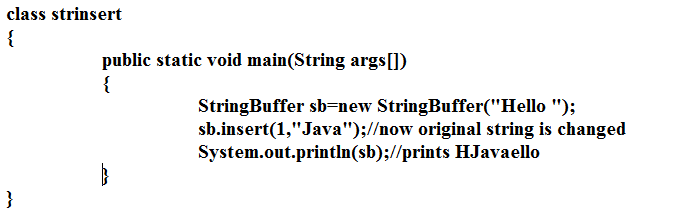 class strinsert
{
public static void main(String args[])
{
StringBuffer sb=new StringBuffer("Hello ");
sb.insert(1,"Java");//now original string is changed
System.out.println(sb);//prints HJavaello
}
}